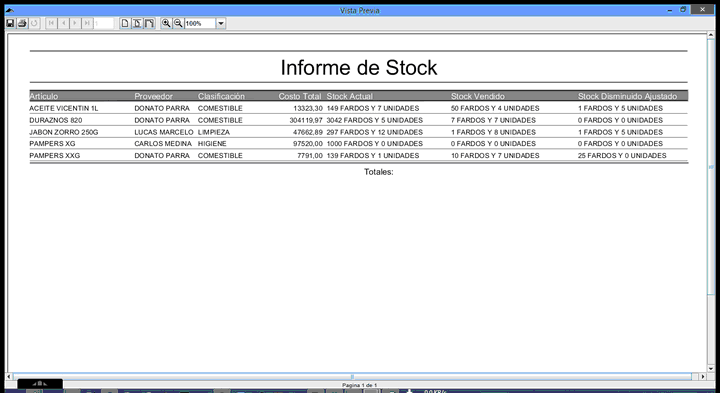 Vista Previa
100%
Informe de Stock
Artículo Proveedor Clasificación Costo Total Stock Actual Stock Vendido Stock Disminuido Ajustado
ACEITE VICENTIN 1L DONATO PARRA COMESTIBLE 13323,30 149 FARDOS Y 7 UNIDADES 50 FARDOS Y 4 UNIDADES 1 FARDOS Y 5 UNIDADES
DURAZNOS 820 DONATO PARRA COMESTIBLE 304119,97 3042 FARDOS Y 5 UNIDADES 7 FARDOS Y 7 UNIDADES 0 FARDOS Y 0 UNIDADES
JABON ZORRO 250G LUCAS MARCELO LIMPIEZA 47662,89 297 FARDOS Y 12 UNIDADES 1 FARDOS Y 8 UNIDADES 1 FARDOS Y 5 UNIDADES
PAMPERS XG CARLOS MEDINA HIGIENE 97520,00 1000 FARDOS Y 0 UNIDADES 0 FARDOS Y 0 UNIDADES 0 FARDOS Y 0 UNIDADES
PAMPERS XXG DONATO PARRA COMESTIBLE 7791,00 139 FARDOS Y 1 UNIDADES 10 FARDOS Y 7 UNIDADES 25 FARDOS Y 0 UNIDADES
Totales:
Pagina 1 de 1